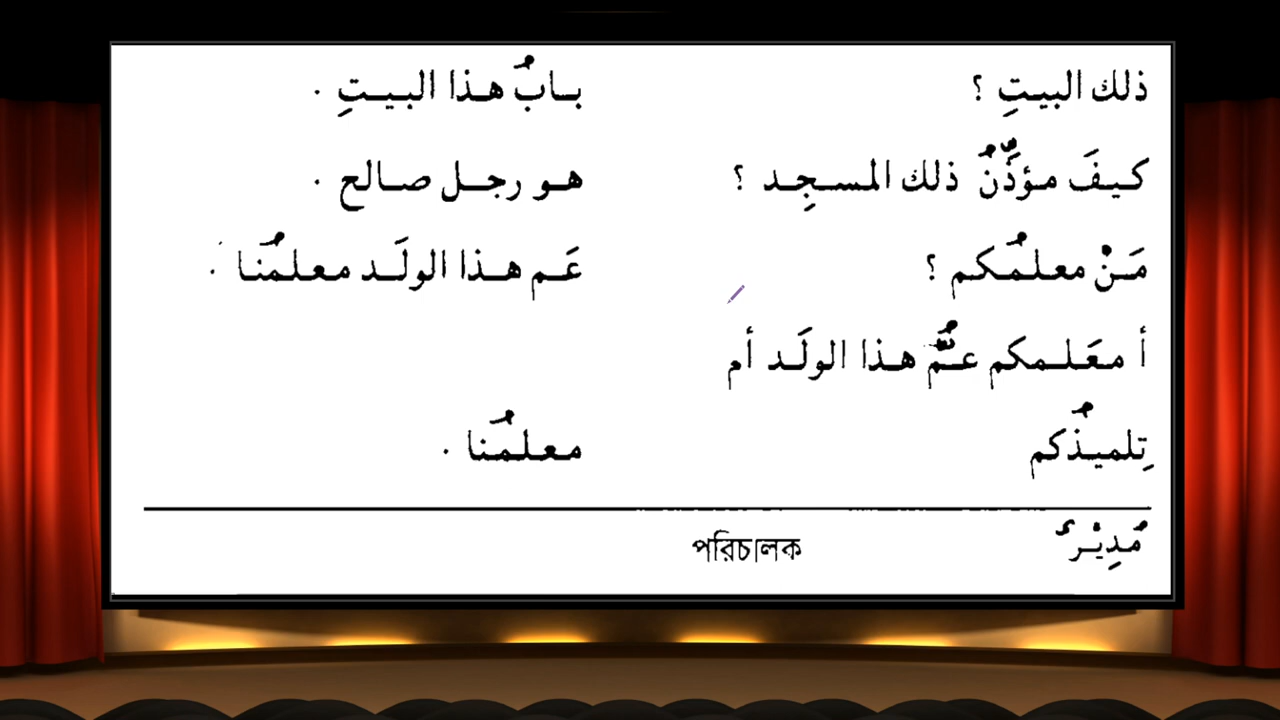 ذلك البيتِ ؟ بابٌ هذا البيتِ .
كيفَ مؤذِّنُ ذلك المسجِد ؟ هو رجل صالح .
مَنْ معلمُكم ؟ عَم هذا الولَد معلمُنا .
أ معَلمكم عمُّ هذا الولَد أم
تِلميذُكم معلمُنا .
مُدِيْرٌ পরিচালক